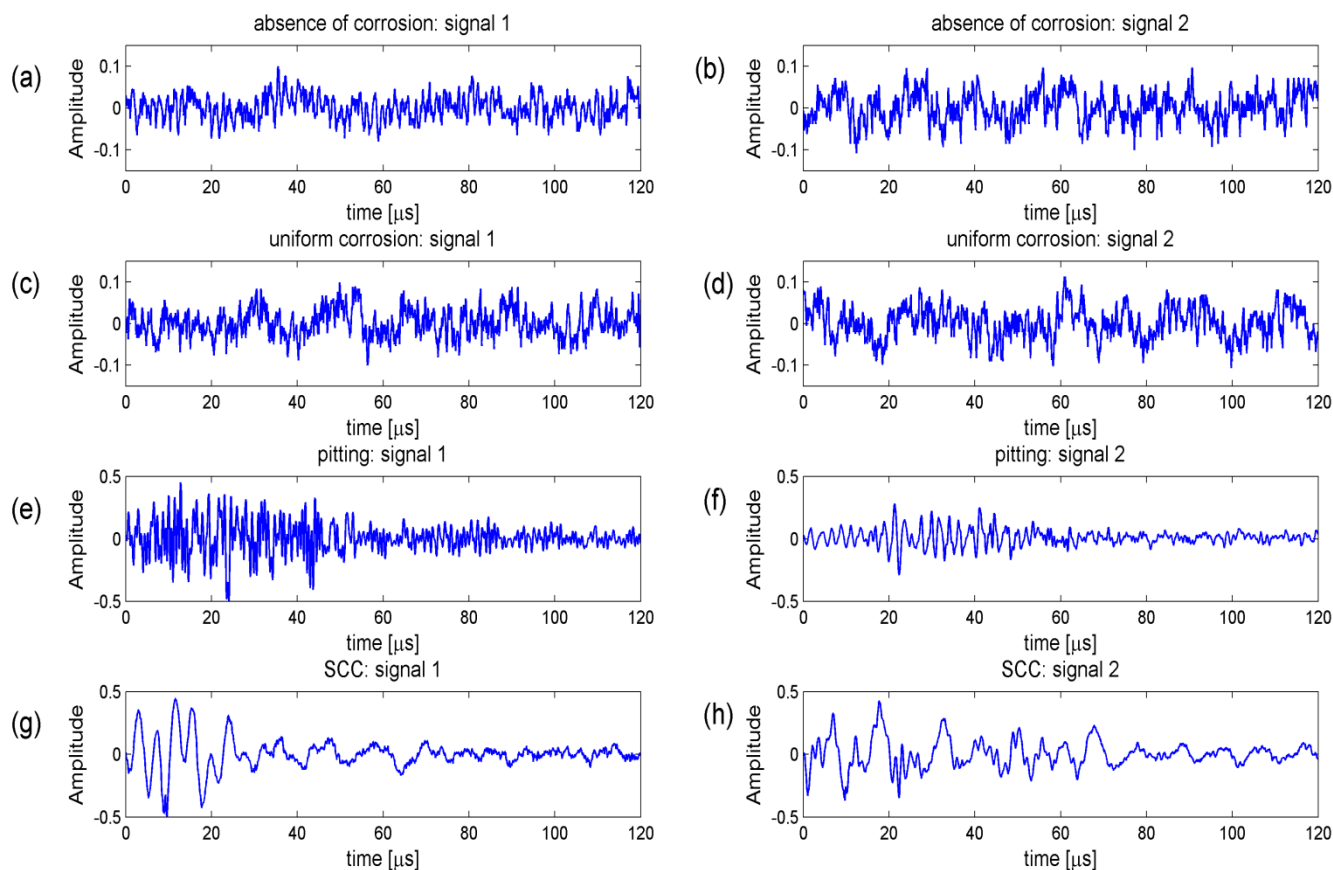 absence of corrosion: signal 1
(a)
Amplitude
0.1
0
-0.1
0 20 40 60 80 100 120
time [μs]
absence of corrosion: signal 2
(b)
Amplitude
0.1
0
-0.1
0 20 40 60 80 100 120
time [μs]
uniform corrosion: signal 1
(c)
Amplitude
0.1
0
-0.1
0 20 40 60 80 100 120
time [μs]
uniform corrosion: signal 2
(d)
Amplitude
0.1
0
-0.1
0 20 40 60 80 100 120
time [μs]
pitting: signal 1
(e)
Amplitude
0.5
0
-0.5
0 20 40 60 80 100 120
time [μs]
pitting: signal 2
(f)
Amplitude
0.5
0
-0.5
0 20 40 60 80 100 120
time [μs]
SCC: signal 1
(g)
Amplitude
0.5
0
-0.5
0 20 40 60 80 100 120
time [μs]
SCC: signal 2
(h)
Amplitude
0.5
0
-0.5
0 20 40 60 80 100 120
time [μs]